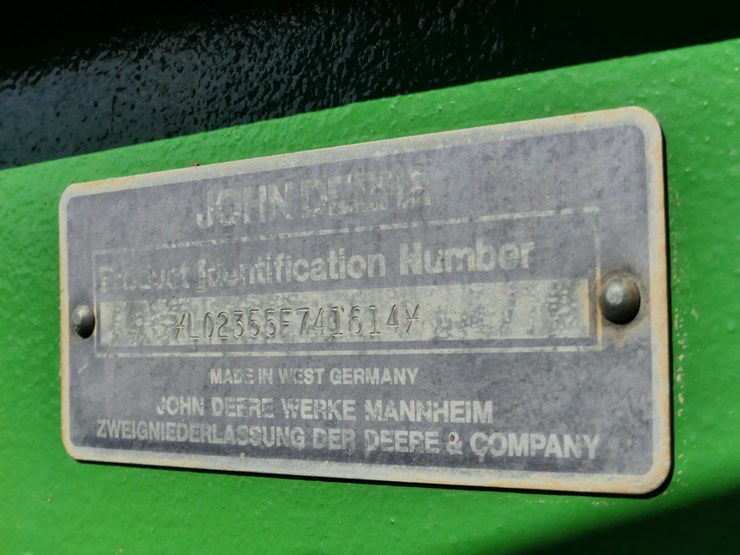 JOHN DEERE
Product Identification Number
*L02355F741614*
MADE IN WEST GERMANY
JOHN DEERE WERKE MANNHEIM
ZWEIGNIEDERLASSUNG DER DEERE & COMPANY